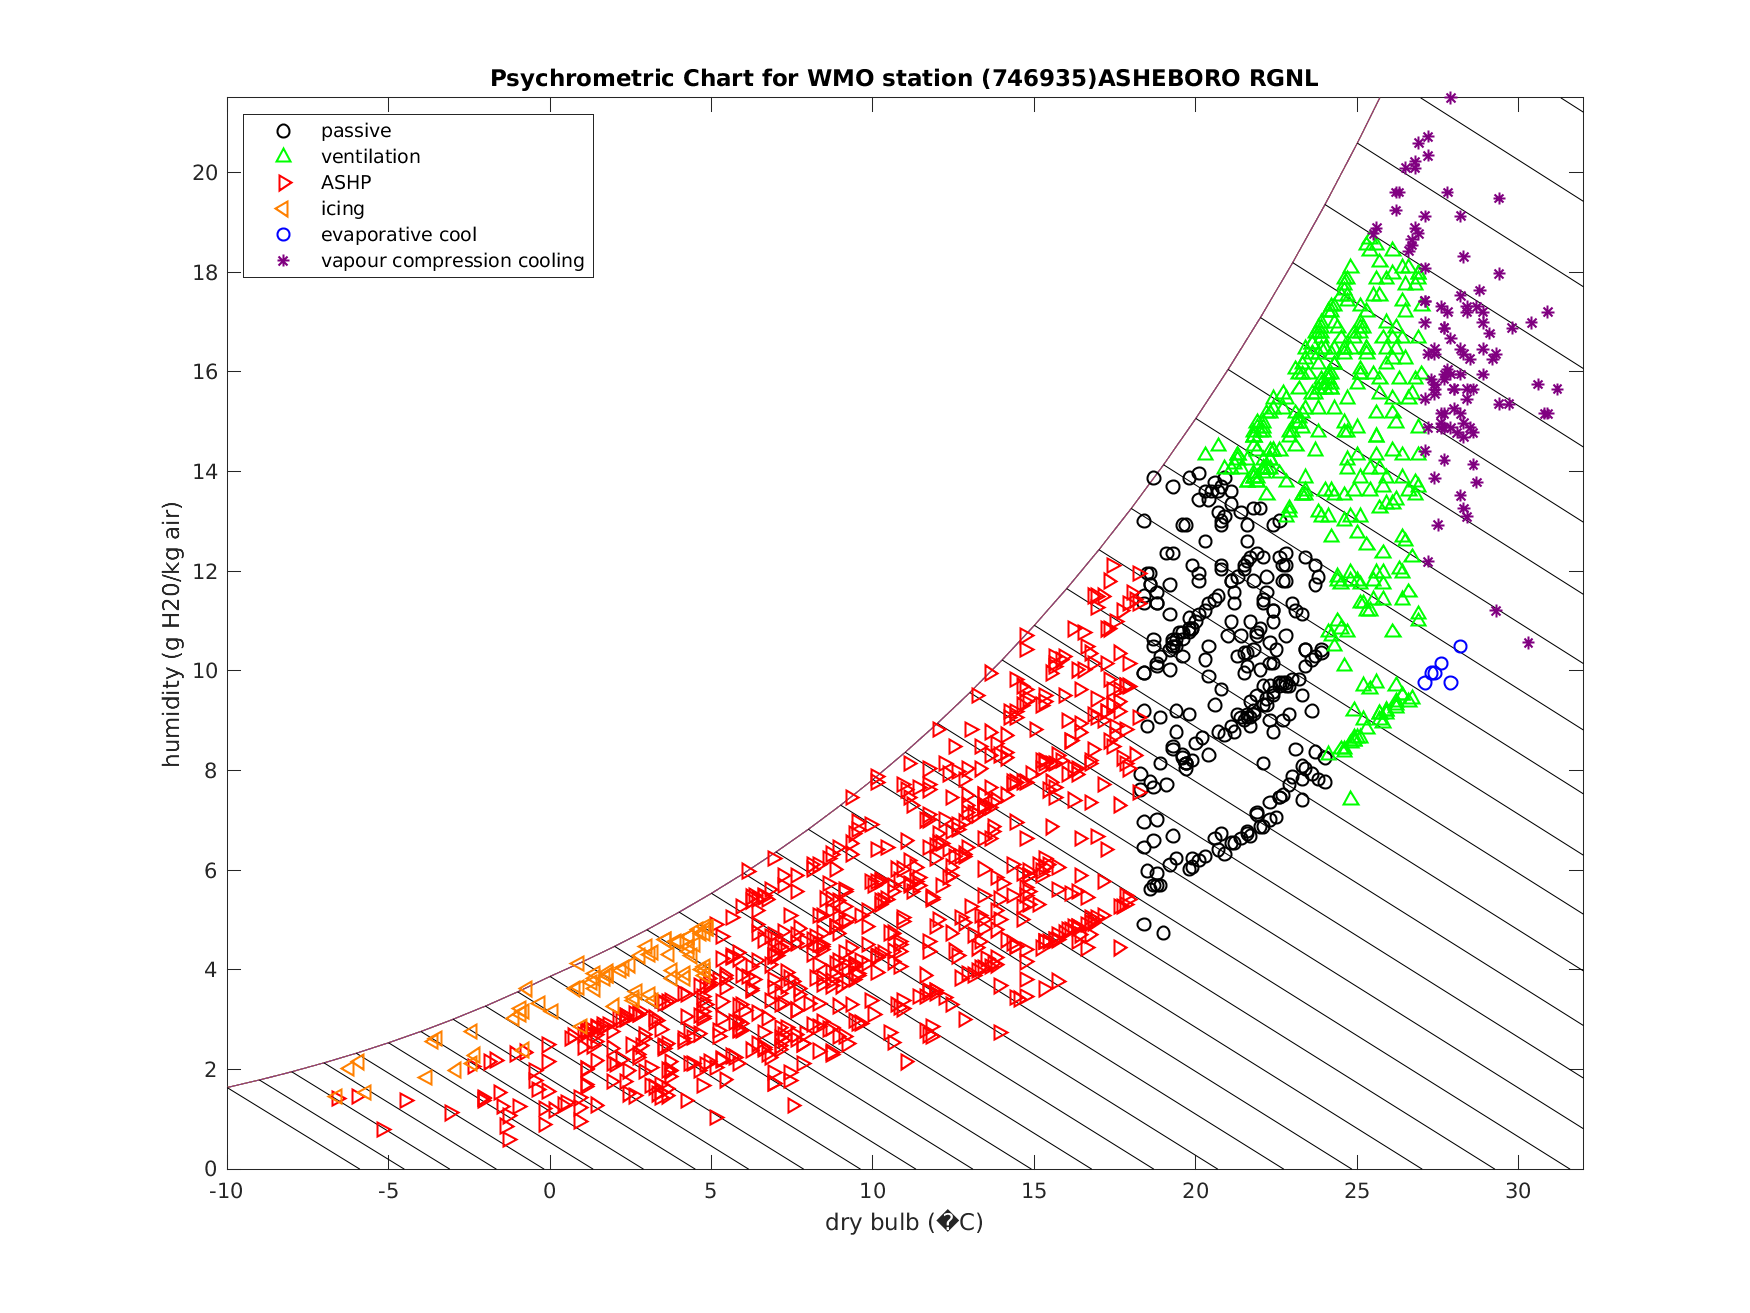 Psychrometric Chart for WMO station (746935)ASHEBORO RGNL
passive
ventilation
ASHP
icing
evaporative cool
vapour compression cooling
humidity (g H20/kg air)
20
18
16
14
12
10
8
6
4
2
0
-10 -5 0 5 10 15 20 25 30
dry bulb (�C)